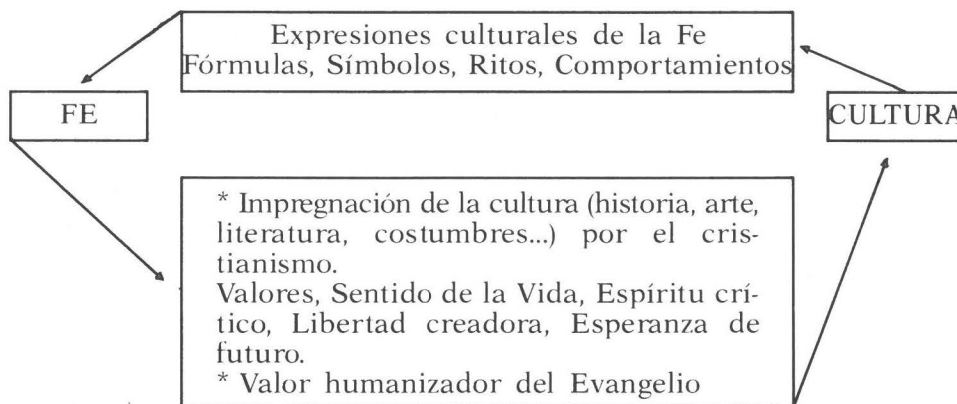 Expresiones culturales de la Fe
Fórmulas, Símbolos, Ritos, Comportamientos
FE
CULTURA
* Impregnación de la cultura (historia, arte,
literatura, costumbres...) por el cris-
tianismo.
Valores, Sentido de la Vida, Espíritu crí-
tico, Libertad creadora, Esperanza de
futuro.
* Valor humanizador del Evangelio